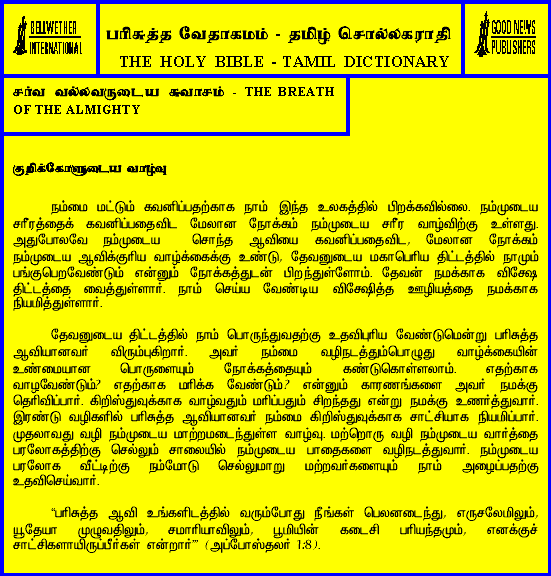 BELLWETHER
INTERNATIONAL
பரிசுத்த வேதாகமம் - தமிழ் சொல்லகராதி
THE HOLY BIBLE - TAMIL DICTIONARY
GOOD NEWS
PUBLISHERS
சர்வ வல்லவருடைய சுவாசம் - THE BREATH
OF THE ALMIGHTY
குறிக்கோளுடைய வாழ்வு
நம்மை மட்டும் கவனிப்பதற்காக நாம் இந்த உலகத்தில் பிறக்கவில்லை. நம்முடைய
சரீரத்தைக் கவனிப்பதைவிட மேலான நோக்கம் நம்முடைய சரீர வாழ்விற்கு உள்ளது.
அதுபோலவே நம்முடைய சொந்த ஆவியை கவனிப்பதைவிட, மேலான நோக்கம்
நம்முடைய ஆவிக்குரிய வாழ்க்கைக்கு உண்டு, தேவனுடைய மகாபெரிய திட்டத்தில் நாமும்
பங்குபெறவேண்டும் என்னும் நோக்கத்துடன் பிறந்துள்ளோம். தேவன் நமக்காக விசேஷ
திட்டத்தை வைத்துள்ளார். நாம் செய்ய வேண்டிய விசேஷித்த ஊழியத்தை நமக்காக
நியமித்துள்ளார்.
தேவனுடைய திட்டத்தில் நாம் பொருந்துவதற்கு உதவிபுரிய வேண்டுமென்று பரிசுத்த
ஆவியானவர் விரும்புகிறார். அவர் நம்மை வழிநடத்தும்பொழுது வாழ்க்கையின்
உண்மையான பொருளையும் நோக்கத்தையும் கண்டுகொள்ளலாம். எதற்காக
வாழவேண்டும்? எதற்காக மரிக்க வேண்டும்? என்னும் காரணங்களை அவர் நமக்கு
தெரிவிப்பார். கிறிஸ்துவுக்காக வாழ்வதும் மரிப்பதும் சிறந்தது என்று நமக்கு உணர்த்துவார்.
இரண்டு வழிகளில் பரிசுத்த ஆவியானவர் நம்மை கிறிஸ்துவுக்காக சாட்சியாக நியமிப்பார்.
முதலாவது வழி நம்முடைய மாற்றமடைந்துள்ள வாழ்வு. மற்றொரு வழி நம்முடைய வார்த்தை
பரலோகத்திற்கு செல்லும் சாலையில் நம்முடைய பாதைகளை வழிநடத்துவார். நம்முடைய
பரலோக வீட்டிற்கு நம்மோடு செல்லுமாறு மற்றவர்களையும் நாம் அழைப்பதற்கு
உதவிசெய்வார்.
“பரிசுத்த ஆவி உங்களிடத்தில் வரும்போது நீங்கள் பெலனடைந்து, எருசலேமிலும்,
யூதேயா முழுவதிலும், சமாரியாவிலும், பூமியின் கடைசி பரியந்தமும், எனக்குச்
சாட்சிகளாயிருப்பீர்கள் என்றார்” (அப்போஸ்தலர் 1:8).